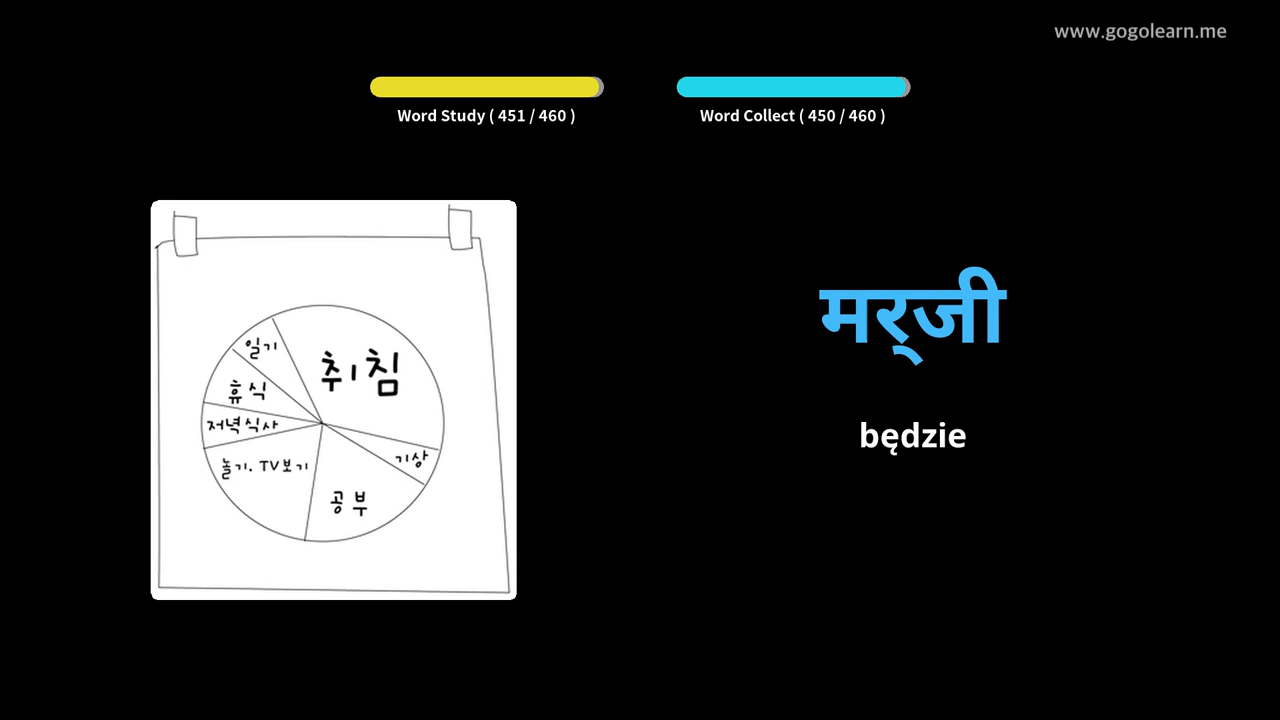 www.gogolearn.me
Word Study ( 451 / 460 )
Word Collect ( 450 / 460 )
일기
취침
휴식
저녁식사
놀기. TV보기
기상
공부
मर्‌जी
będzie